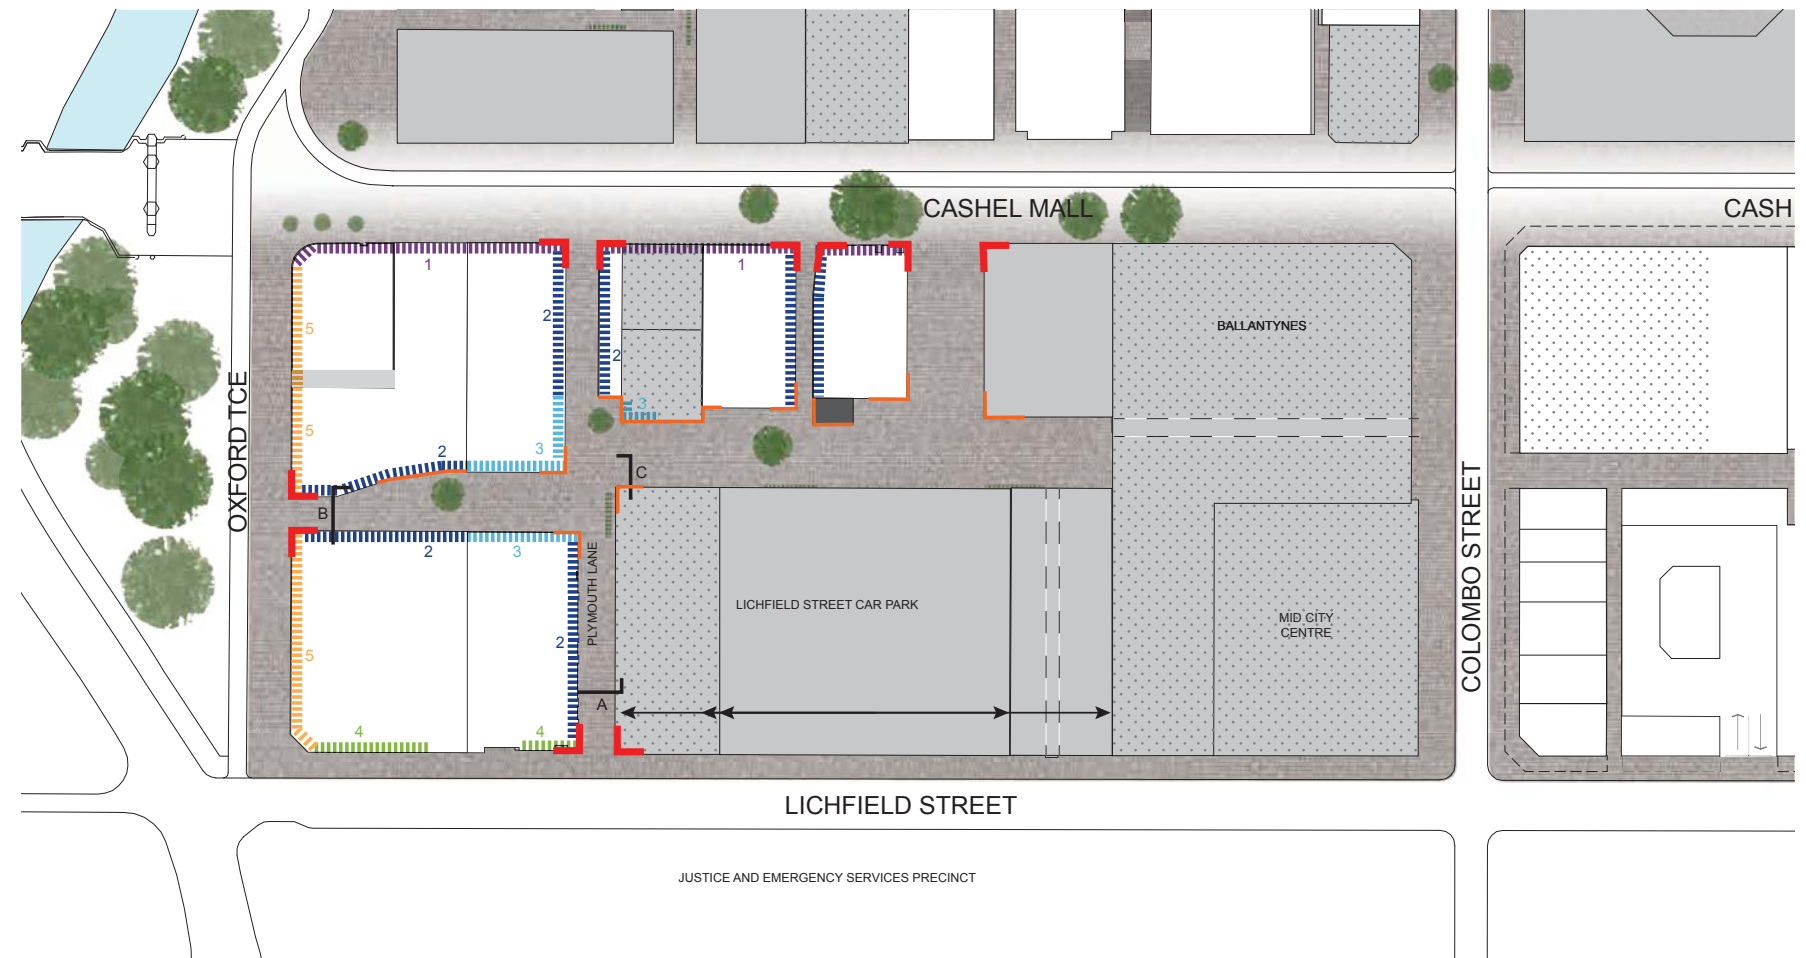 CASHEL MALL
CASH
1
1
2
2
5
3
5
2
3
BALLANTYNES
OXFORD TCE
C
B
2
3
PLYMOUTH LANE
LICHFIELD STREET CAR PARK
MID CITY
CENTRE
COLOMBO STREET
2
5
A
4
4
LICHFIELD STREET
JUSTICE AND EMERGENCY SERVICES PRECINCT